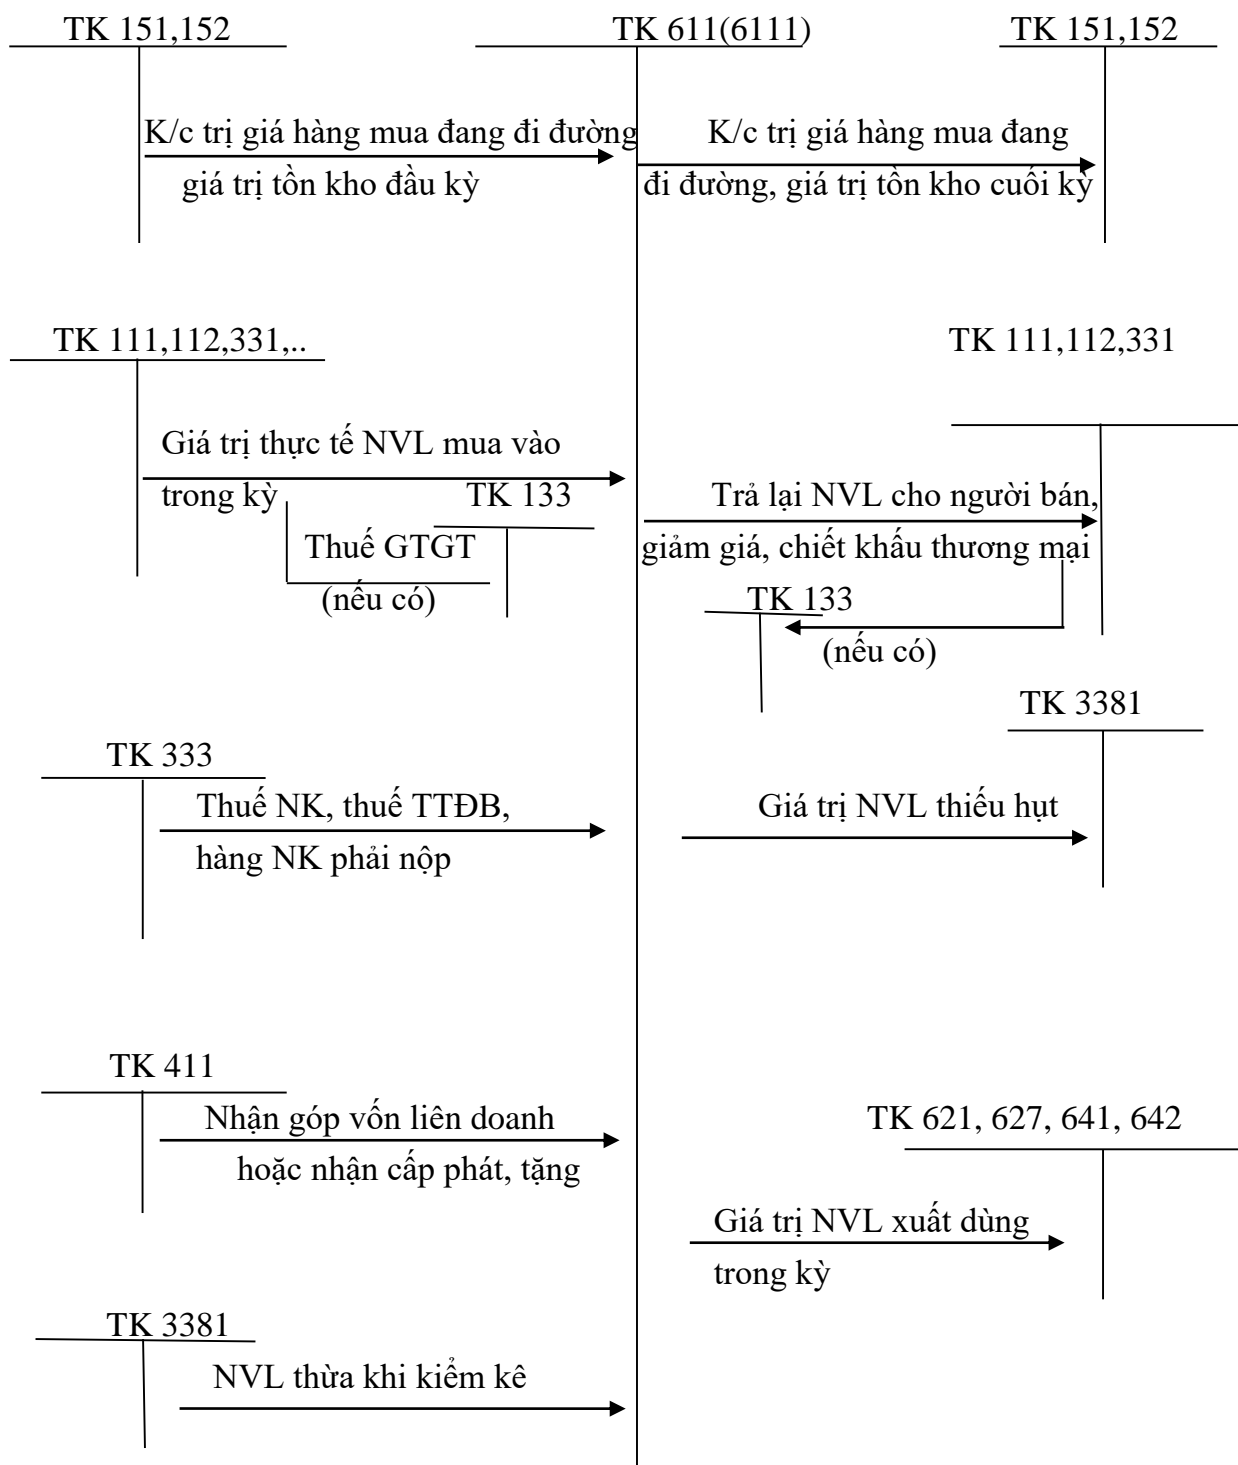 TK 151,152
TK 611(6111)
TK 151,152
K/c trị giá hàng mua đang đi đường
giá trị tồn kho đầu kỳ
K/c trị giá hàng mua đang
đi đường, giá trị tồn kho cuối kỳ
TK 111,112,331,..
TK 111,112,331
Giá trị thực tế NVL mua vào
trong kỳ
TK 133
Thuế GTGT
(nếu có)
Trả lại NVL cho người bán,
giảm giá, chiết khấu thương mại
TK 133
(nếu có)
TK 3381
TK 333
Thuế NK, thuế TTĐB,
hàng NK phải nộp
Giá trị NVL thiếu hụt
TK 411
Nhận góp vốn liên doanh
hoặc nhận cấp phát, tặng
TK 621, 627, 641, 642
Giá trị NVL xuất dùng
trong kỳ
TK 3381
NVL thừa khi kiểm kê